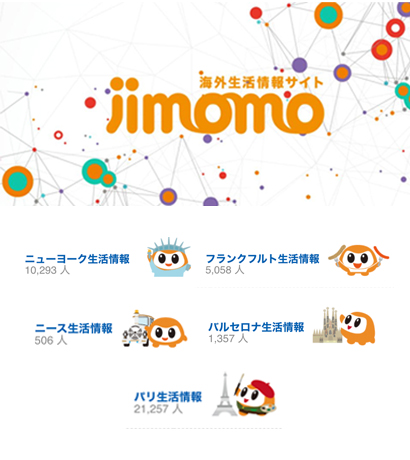 海外生活情報サイト
jimomo
ニューヨーク生活情報
10,293 人
フランクフルト生活情報
5,058 人
ニース生活情報
506 人
バルセロナ生活情報
1,357 人
パリ生活情報
21,257 人